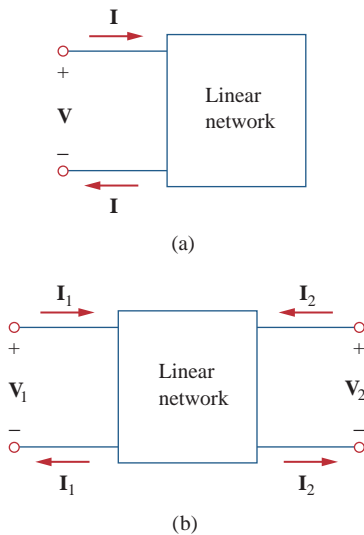 I
+
V
Linear
network
−
I
(a)
I1 I2
+ +
V1 Linear V2
network
− −
I1 I2
(b)